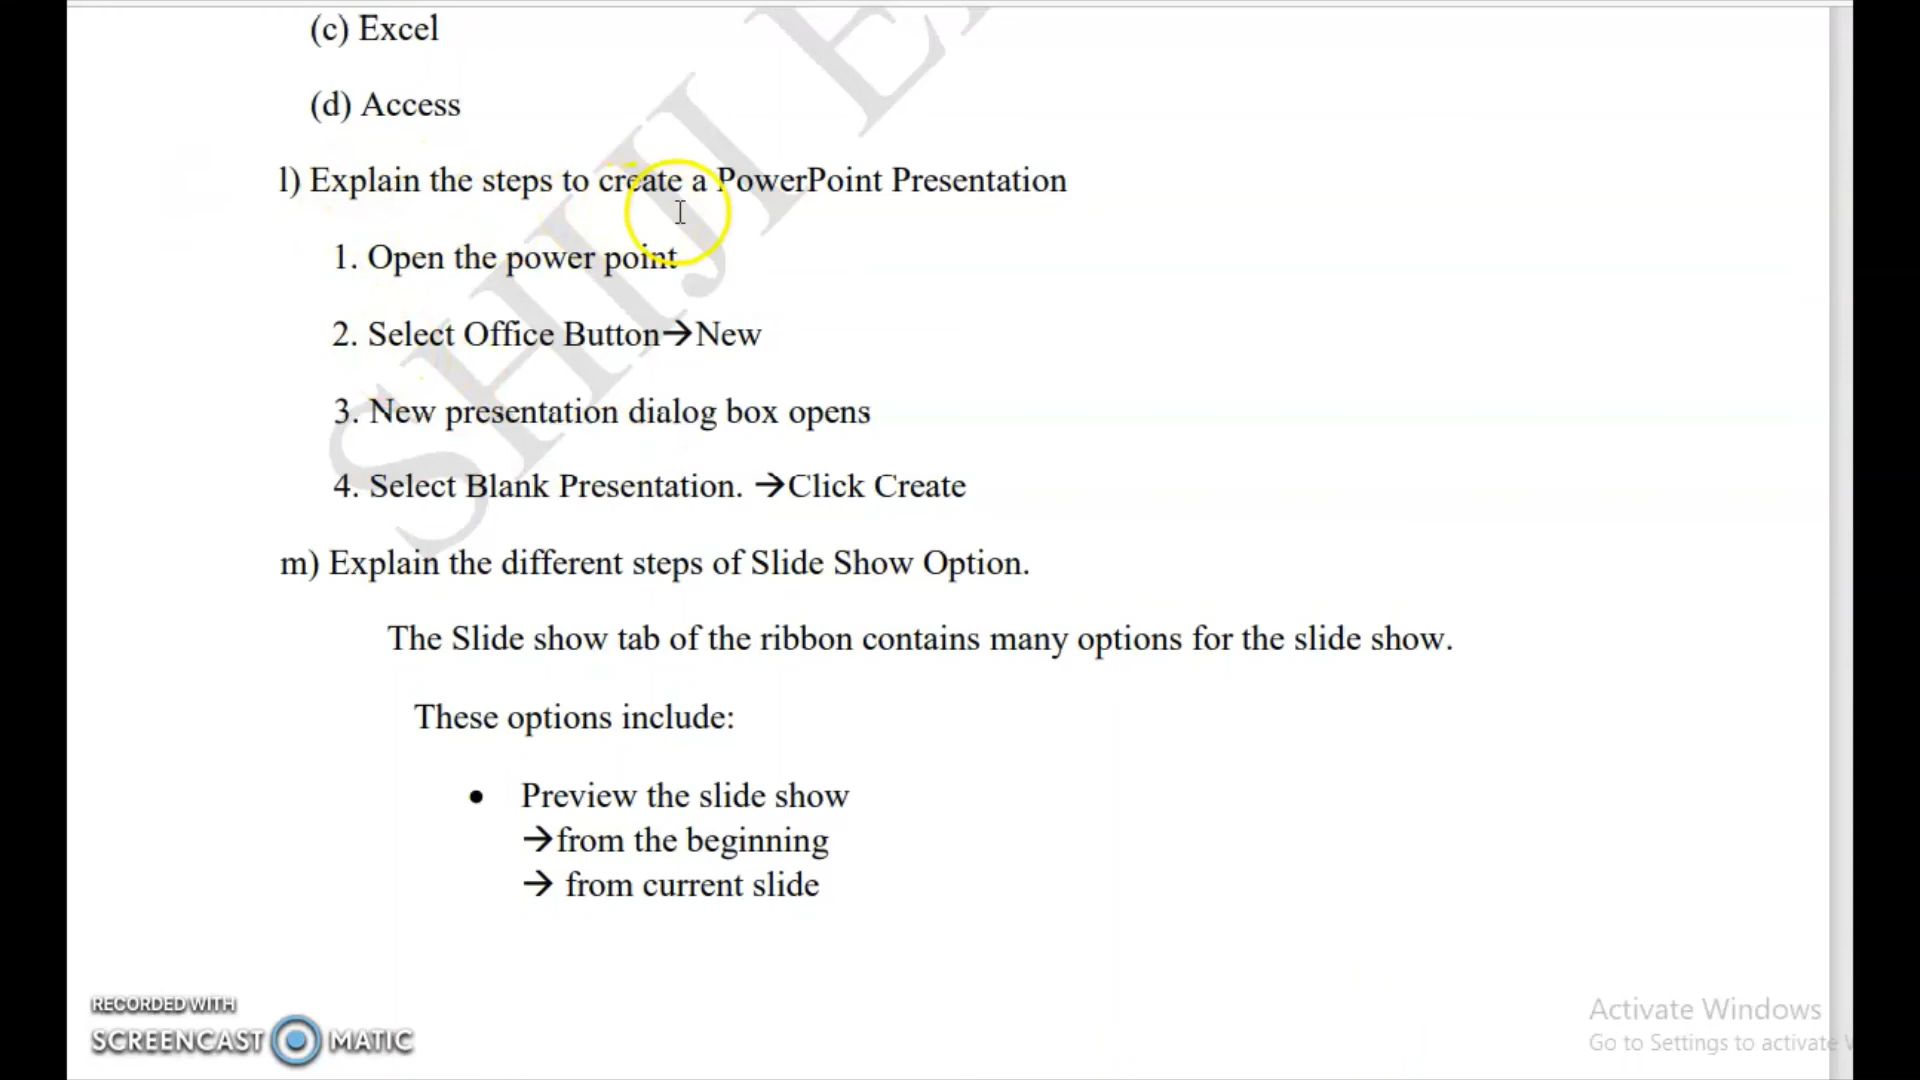 (c) Excel
(d) Access
l) Explain the steps to create a PowerPoint Presentation
1. Open the power point
2. Select Office Button→New
3. New presentation dialog box opens
4. Select Blank Presentation. →Click Create
m) Explain the different steps of Slide Show Option.
The Slide show tab of the ribbon contains many options for the slide show.
These options include:
• Preview the slide show
→from the beginning
→ from current slide
RECORDED WITH
SCREENCAST MATIC
Activate Windows
Go to Settings to activate
SHIJI